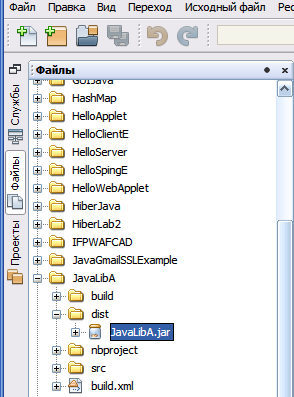 Файл Правка Вид Переход Исходный файл Рес
Службы
Файлы
Проекты
Файлы
GUIJava
HashMap
HelloApplet
HelloClientE
HelloServer
HelloSpingE
HelloWebApplet
HiberJava
HiberLab2
IFPWAFCAD
JavaGmailSSLExample
JavaLibA
build
dist
JavaLibA.jar
nbproject
src
build.xml